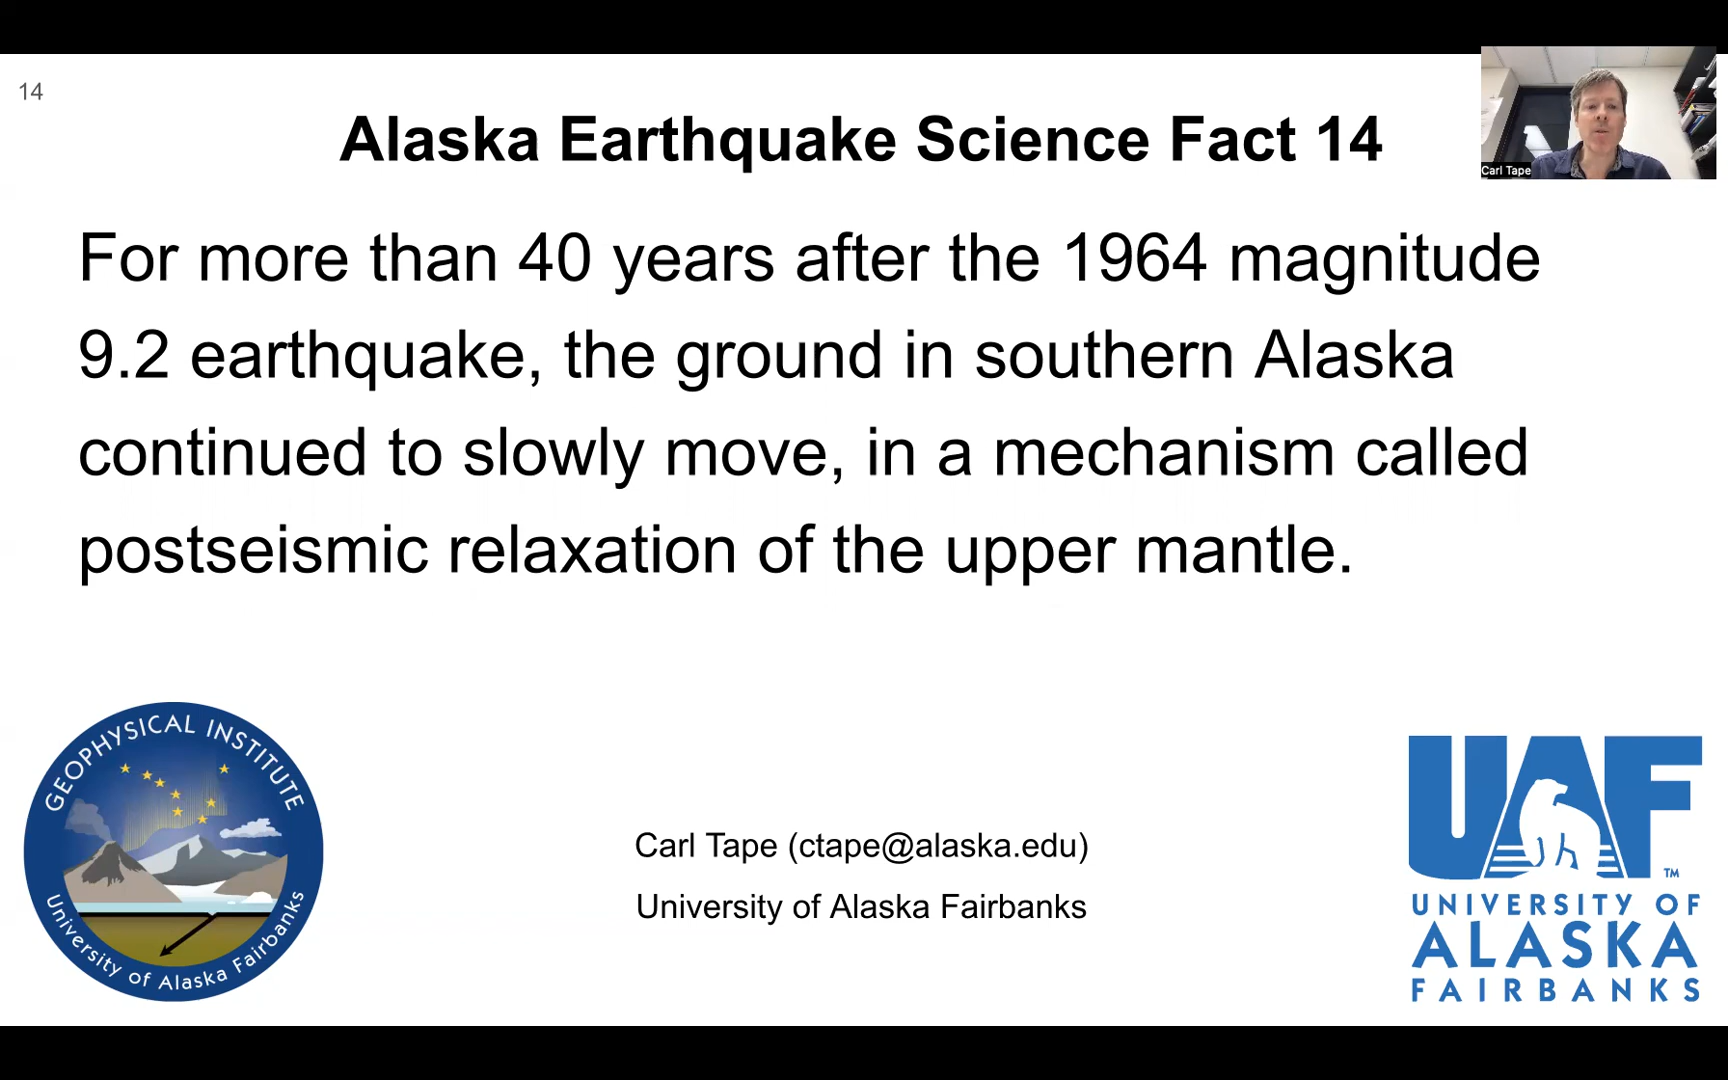 14
Alaska Earthquake Science Fact 14
Carl Tape
For more than 40 years after the 1964 magnitude
9.2 earthquake, the ground in southern Alaska
continued to slowly move, in a mechanism called
postseismic relaxation of the upper mantle.
GEOPHYSICAL INSTITUTE
University of Alaska Fairbanks
Carl Tape (ctape@alaska.edu)
University of Alaska Fairbanks
UAF
TM
UNIVERSITY OF
ALASKA
FAIRBANKS